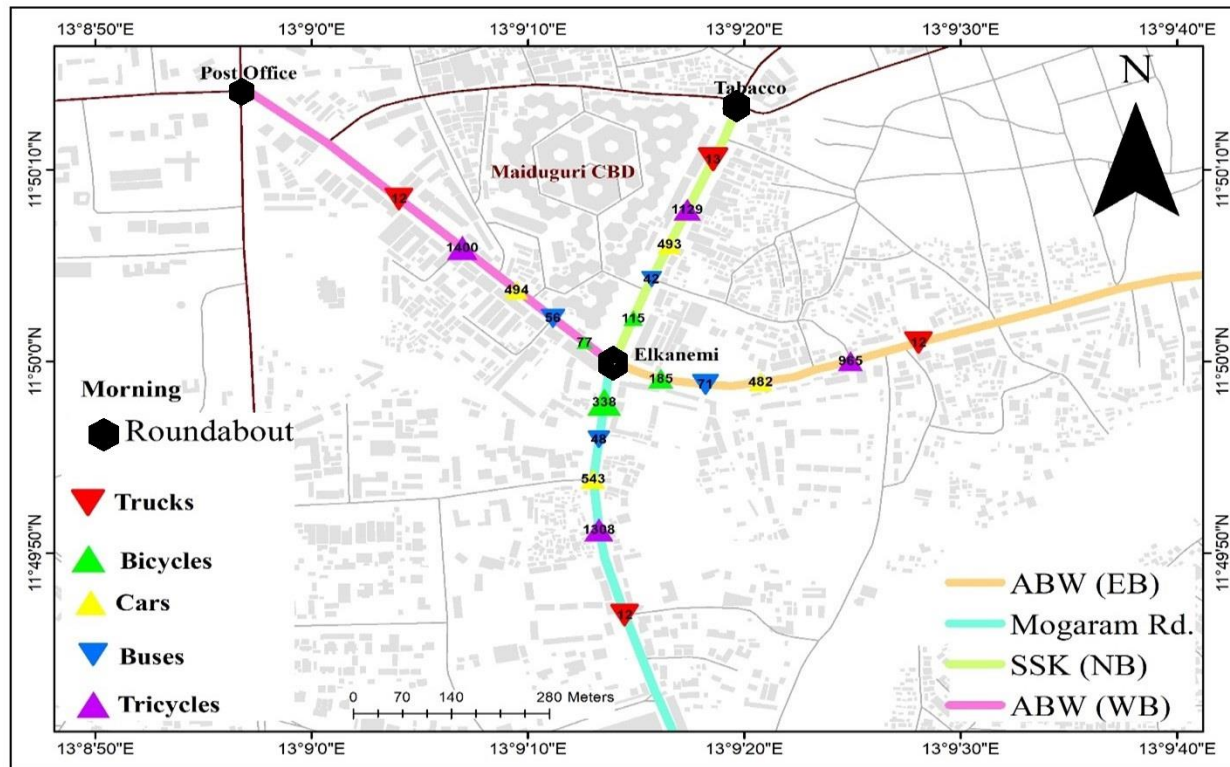 13°8'50"E 13°9'0"E 13°9'10"E 13°9'20"E 13°9'30"E 13°9'40"E
Post Office
Tabacco
N
11°50'10"N
11°50'10"N
Maiduguri CBD
13
12
1129
1400
493
42
494
56
115
77
11°50'0"N
11°50'0"N
Elkanemi
12
965
185
71
482
338
48
543
1308
12
Morning
Roundabout
Trucks
Bicycles
Cars
Buses
Tricycles
11°49'50"N
11°49'50"N
ABW (EB)
Mogaram Rd.
SSK (NB)
ABW (WB)
0 70 140 280 Meters
13°8'50"E 13°9'0"E 13°9'10"E 13°9'20"E 13°9'30"E 13°9'40"E